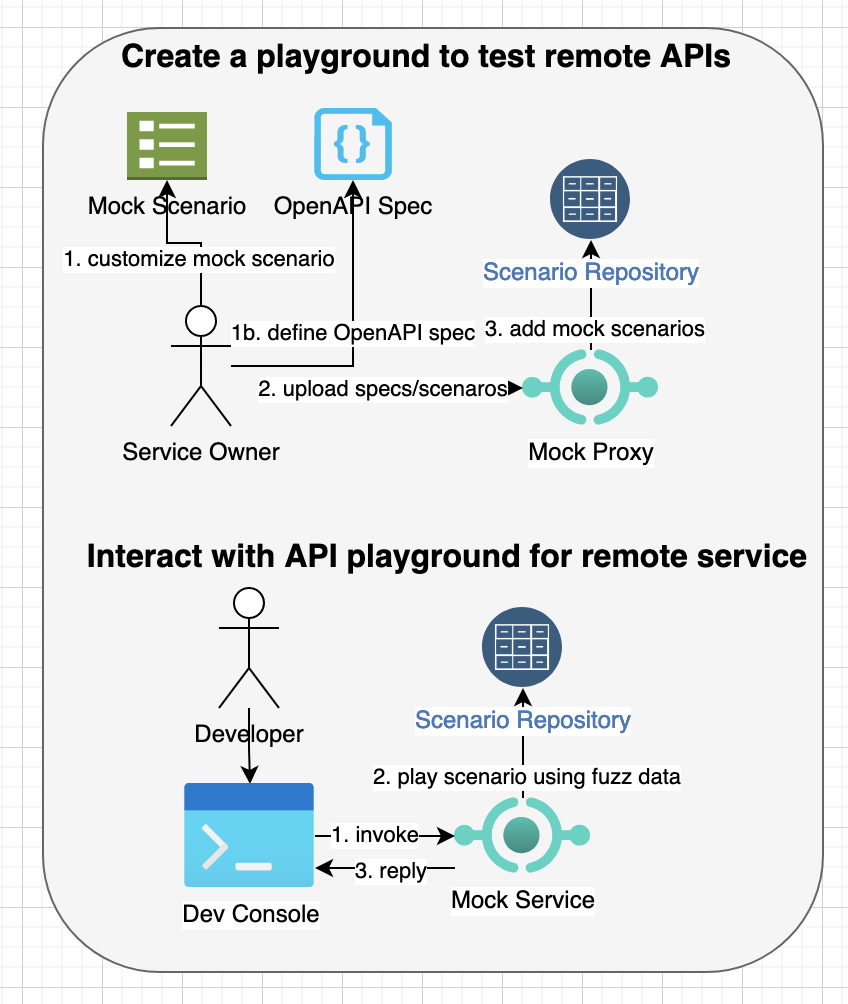 Create a playground to test remote APIs
Mock Scenario
OpenAPI Spec
1. customize mock scenario
Scenario Repository
1b. define OpenAPI spec
3. add mock scenarios
2. upload specs/scenaros
Service Owner
Mock Proxy
Interact with API playground for remote service
Developer
Scenario Repository
2. play scenario using fuzz data
1. invoke
3. reply
Dev Console
Mock Service